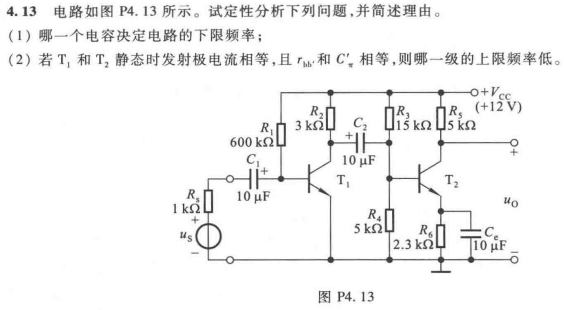 4.13 电路如图 P4.13 所示。试定性分析下列问题,并简述理由。
(1) 哪一个电容决定电路的下限频率;
(2) 若 T₁ 和 T₂ 静态时发射极电流相等,且 r_bb' 和 C'_π 相等,则哪一级的上限频率低。
+V_CC
(+12 V)
R₁
600 kΩ
R₂
3 kΩ
C₂
+
10 μF
R₃
15 kΩ
R₅
5 kΩ
C₁
+
10 μF
T₁
T₂
+
R_s
1 kΩ
+
u_s
−
R₄
5 kΩ
R₆
2.3 kΩ
C_e
10 μF
u_O
−
图 P4.13